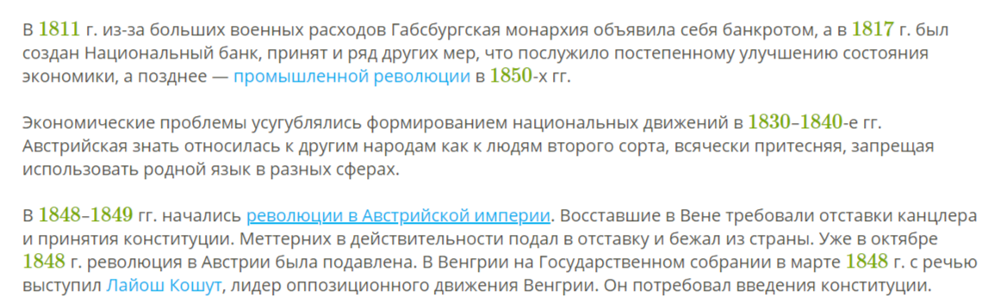 В 1811 г. из-за больших военных расходов Габсбургская монархия объявила себя банкротом, а в 1817 г. был
создан Национальный банк, принят и ряд других мер, что послужило постепенному улучшению состояния
экономики, а позднее — промышленной революции в 1850-х гг.
Экономические проблемы усугублялись формированием национальных движений в 1830–1840-е гг.
Австрийская знать относилась к другим народам как к людям второго сорта, всячески притесняя, запрещая
использовать родной язык в разных сферах.
В 1848–1849 гг. начались революции в Австрийской империи. Восставшие в Вене требовали отставки канцлера
и принятия конституции. Меттерних в действительности подал в отставку и бежал из страны. Уже в октябре
1848 г. революция в Австрии была подавлена. В Венгрии на Государственном собрании в марте 1848 г. с речью
выступил Лайош Кошут, лидер оппозиционного движения Венгрии. Он потребовал введения конституции.